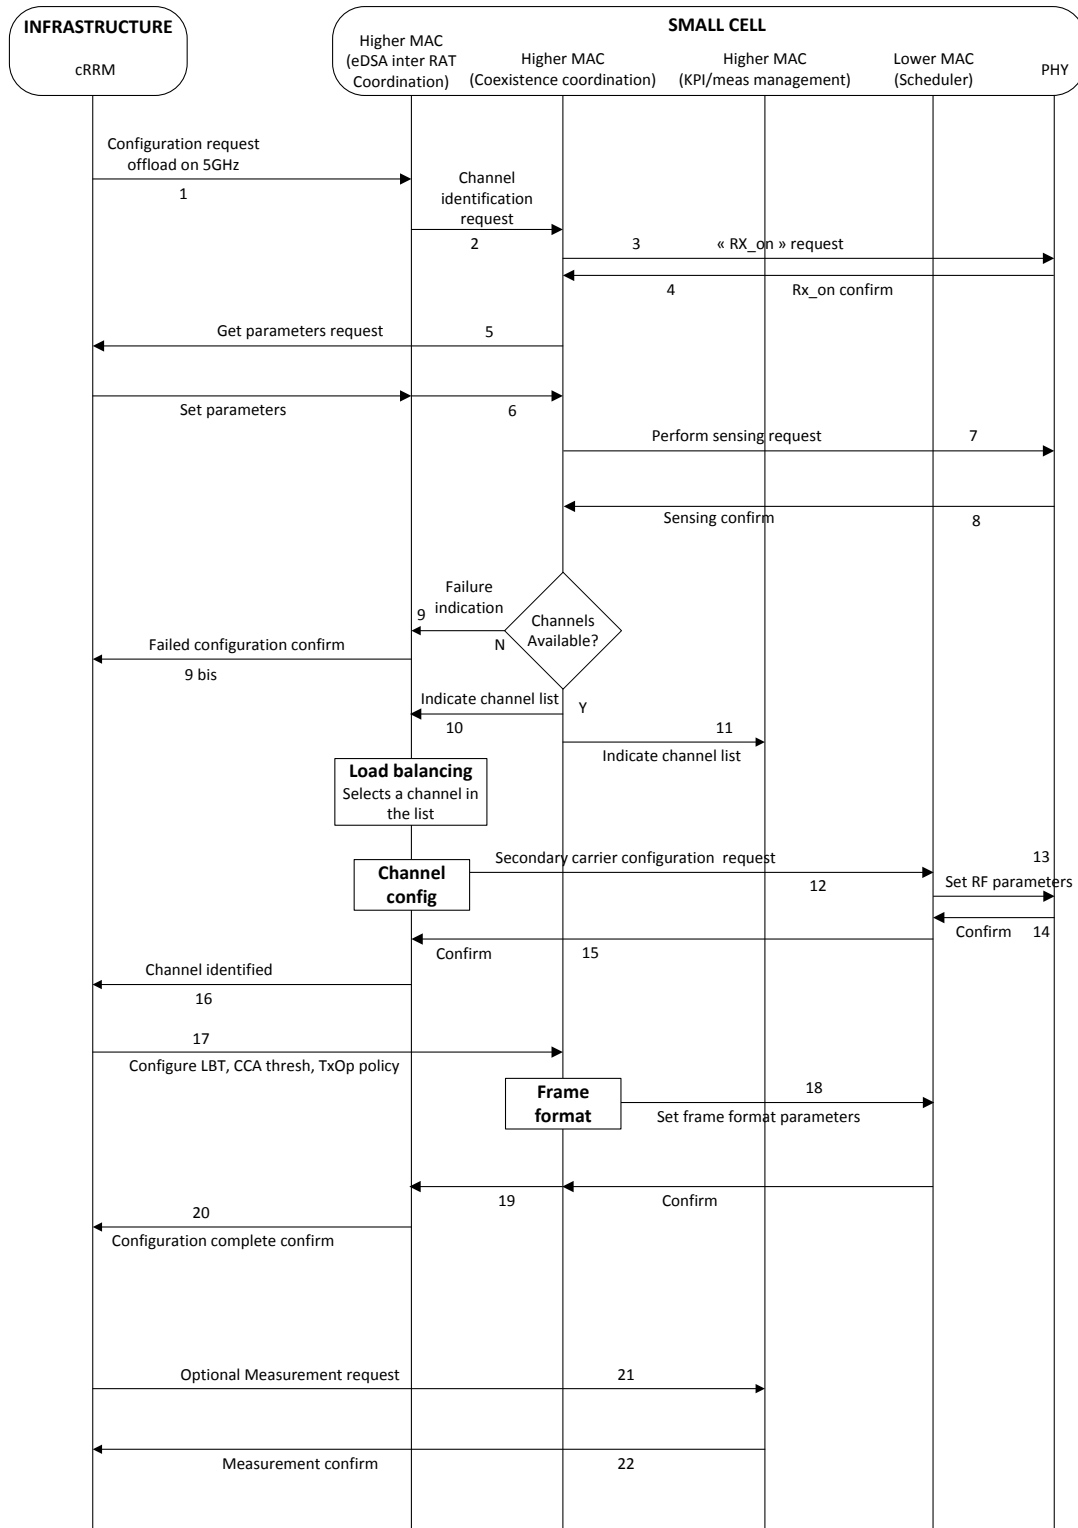 INFRASTRUCTURE
cRRM
SMALL CELL
Higher MAC
(eDSA inter RAT
Coordination)
Higher MAC
(Coexistence coordination)
Higher MAC
(KPI/meas management)
Lower MAC
(Scheduler)
PHY
Configuration request
offload on 5GHz
1
Channel
identification
request
2
3
« RX_on » request
4
Rx_on confirm
Get parameters request
5
Set parameters
6
Perform sensing request
7
Sensing confirm
8
Failure
indication
9
Channels
Available?
N
Failed configuration confirm
9 bis
Indicate channel list
Y
10
11
Indicate channel list
Load balancing
Selects a channel in
the list
Secondary carrier configuration request
12
13
Channel
config
Set RF parameters
Confirm
14
Confirm
15
Channel identified
16
17
Configure LBT, CCA thresh, TxOp policy
Frame
format
18
Set frame format parameters
19
Confirm
20
Configuration complete confirm
Optional Measurement request
21
Measurement confirm
22